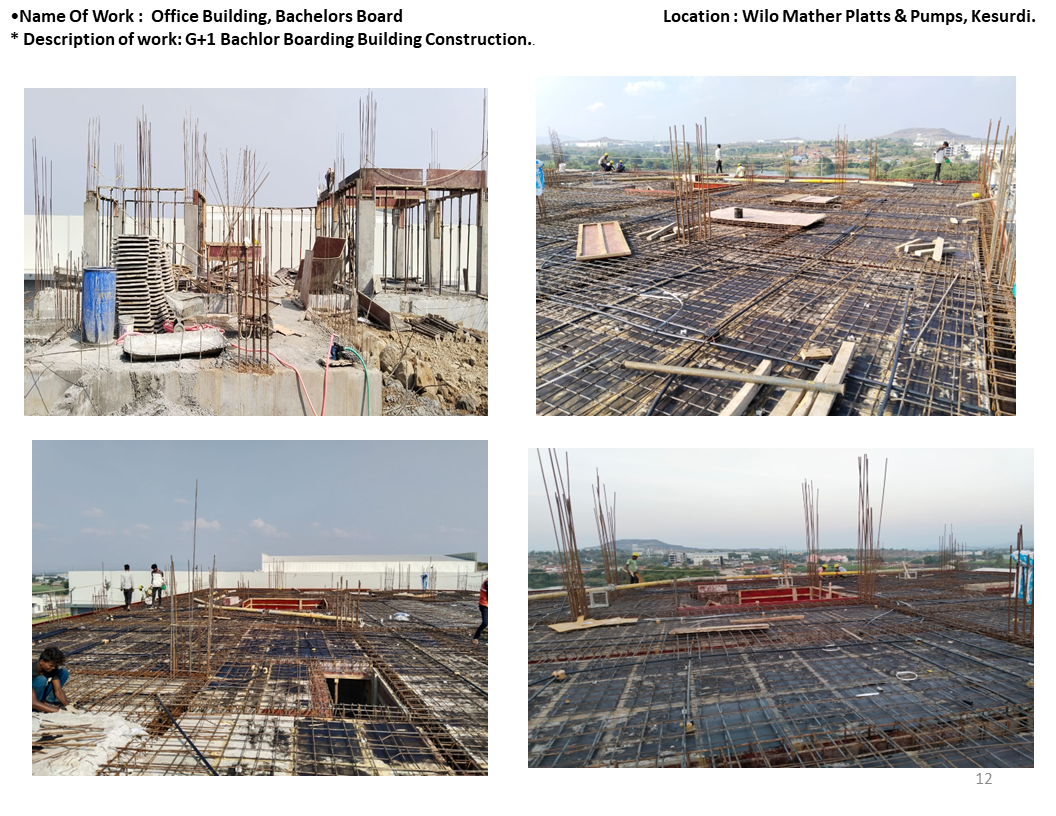 •Name Of Work :  Office Building, Bachelors Board
Location : Wilo Mather Platts & Pumps, Kesurdi.
* Description of work: G+1 Bachlor Boarding Building Construction..
12